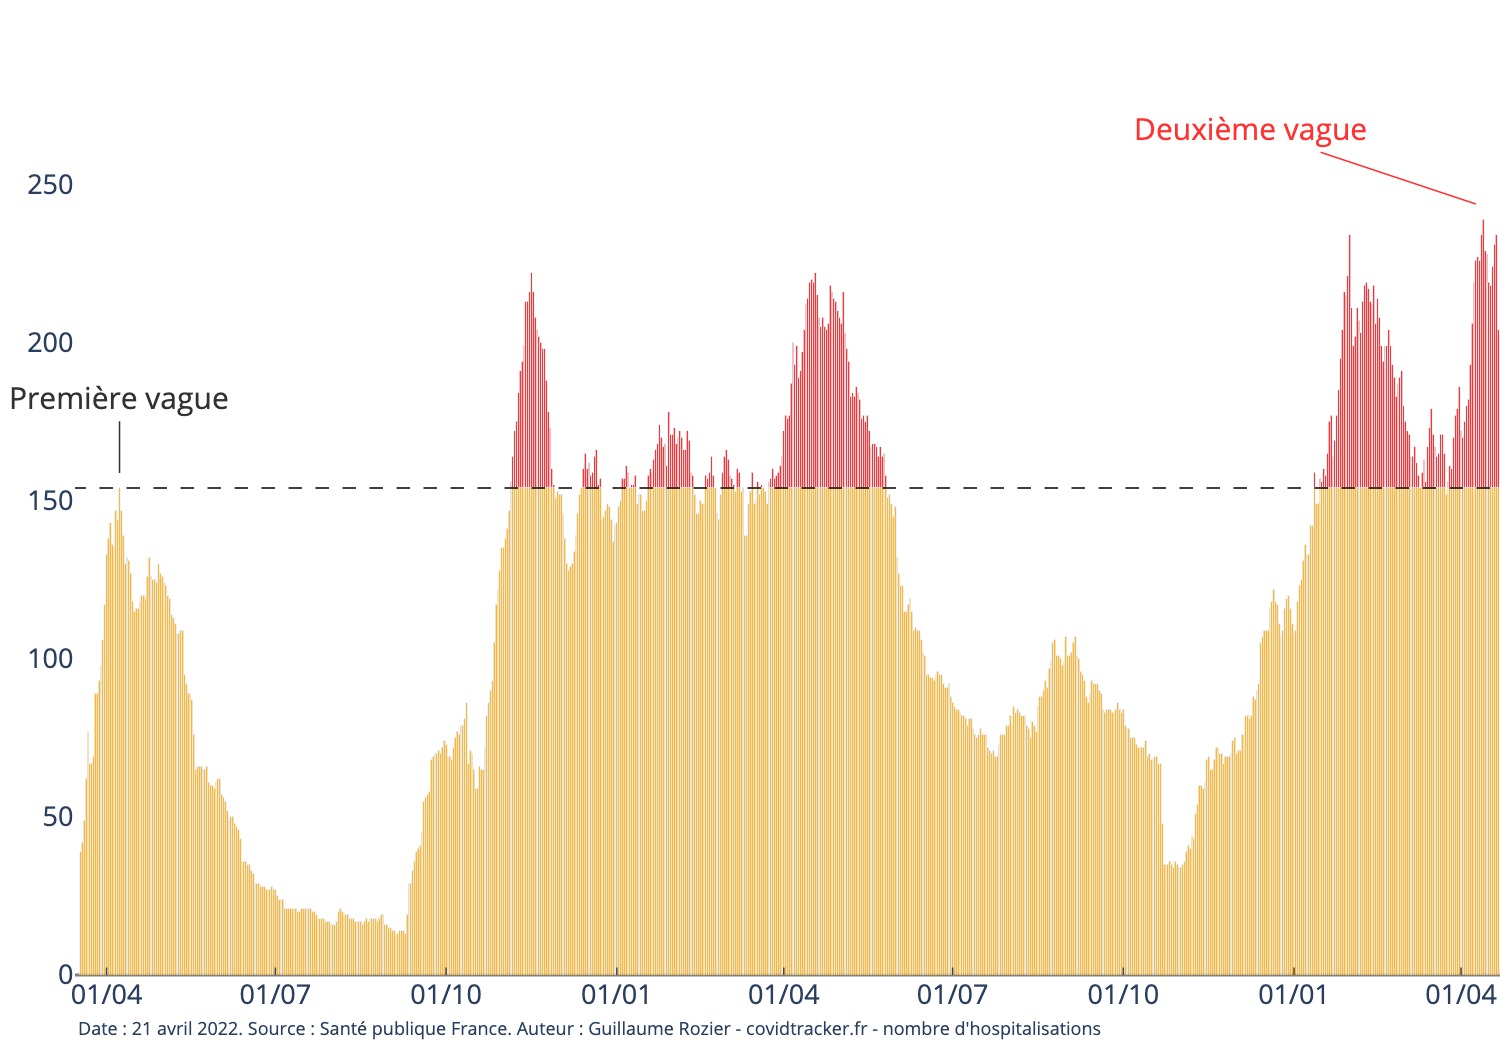 Deuxième vague
250
200
Première vague
150
100
50
0
01/04 01/07 01/10 01/01 01/04 01/07 01/10 01/01 01/04
Date : 21 avril 2022. Source : Santé publique France. Auteur : Guillaume Rozier - covidtracker.fr - nombre d'hospitalisations